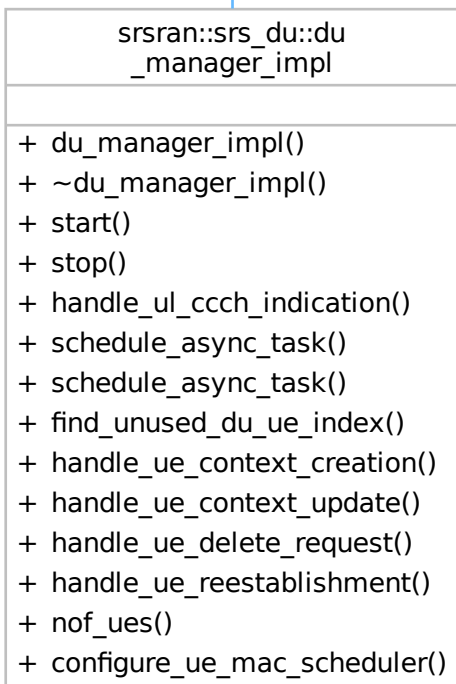 srsran::srs_du::du
_manager_impl
+ du_manager_impl()
+ ~du_manager_impl()
+ start()
+ stop()
+ handle_ul_ccch_indication()
+ schedule_async_task()
+ schedule_async_task()
+ find_unused_du_ue_index()
+ handle_ue_context_creation()
+ handle_ue_context_update()
+ handle_ue_delete_request()
+ handle_ue_reestablishment()
+ nof_ues()
+ configure_ue_mac_scheduler()